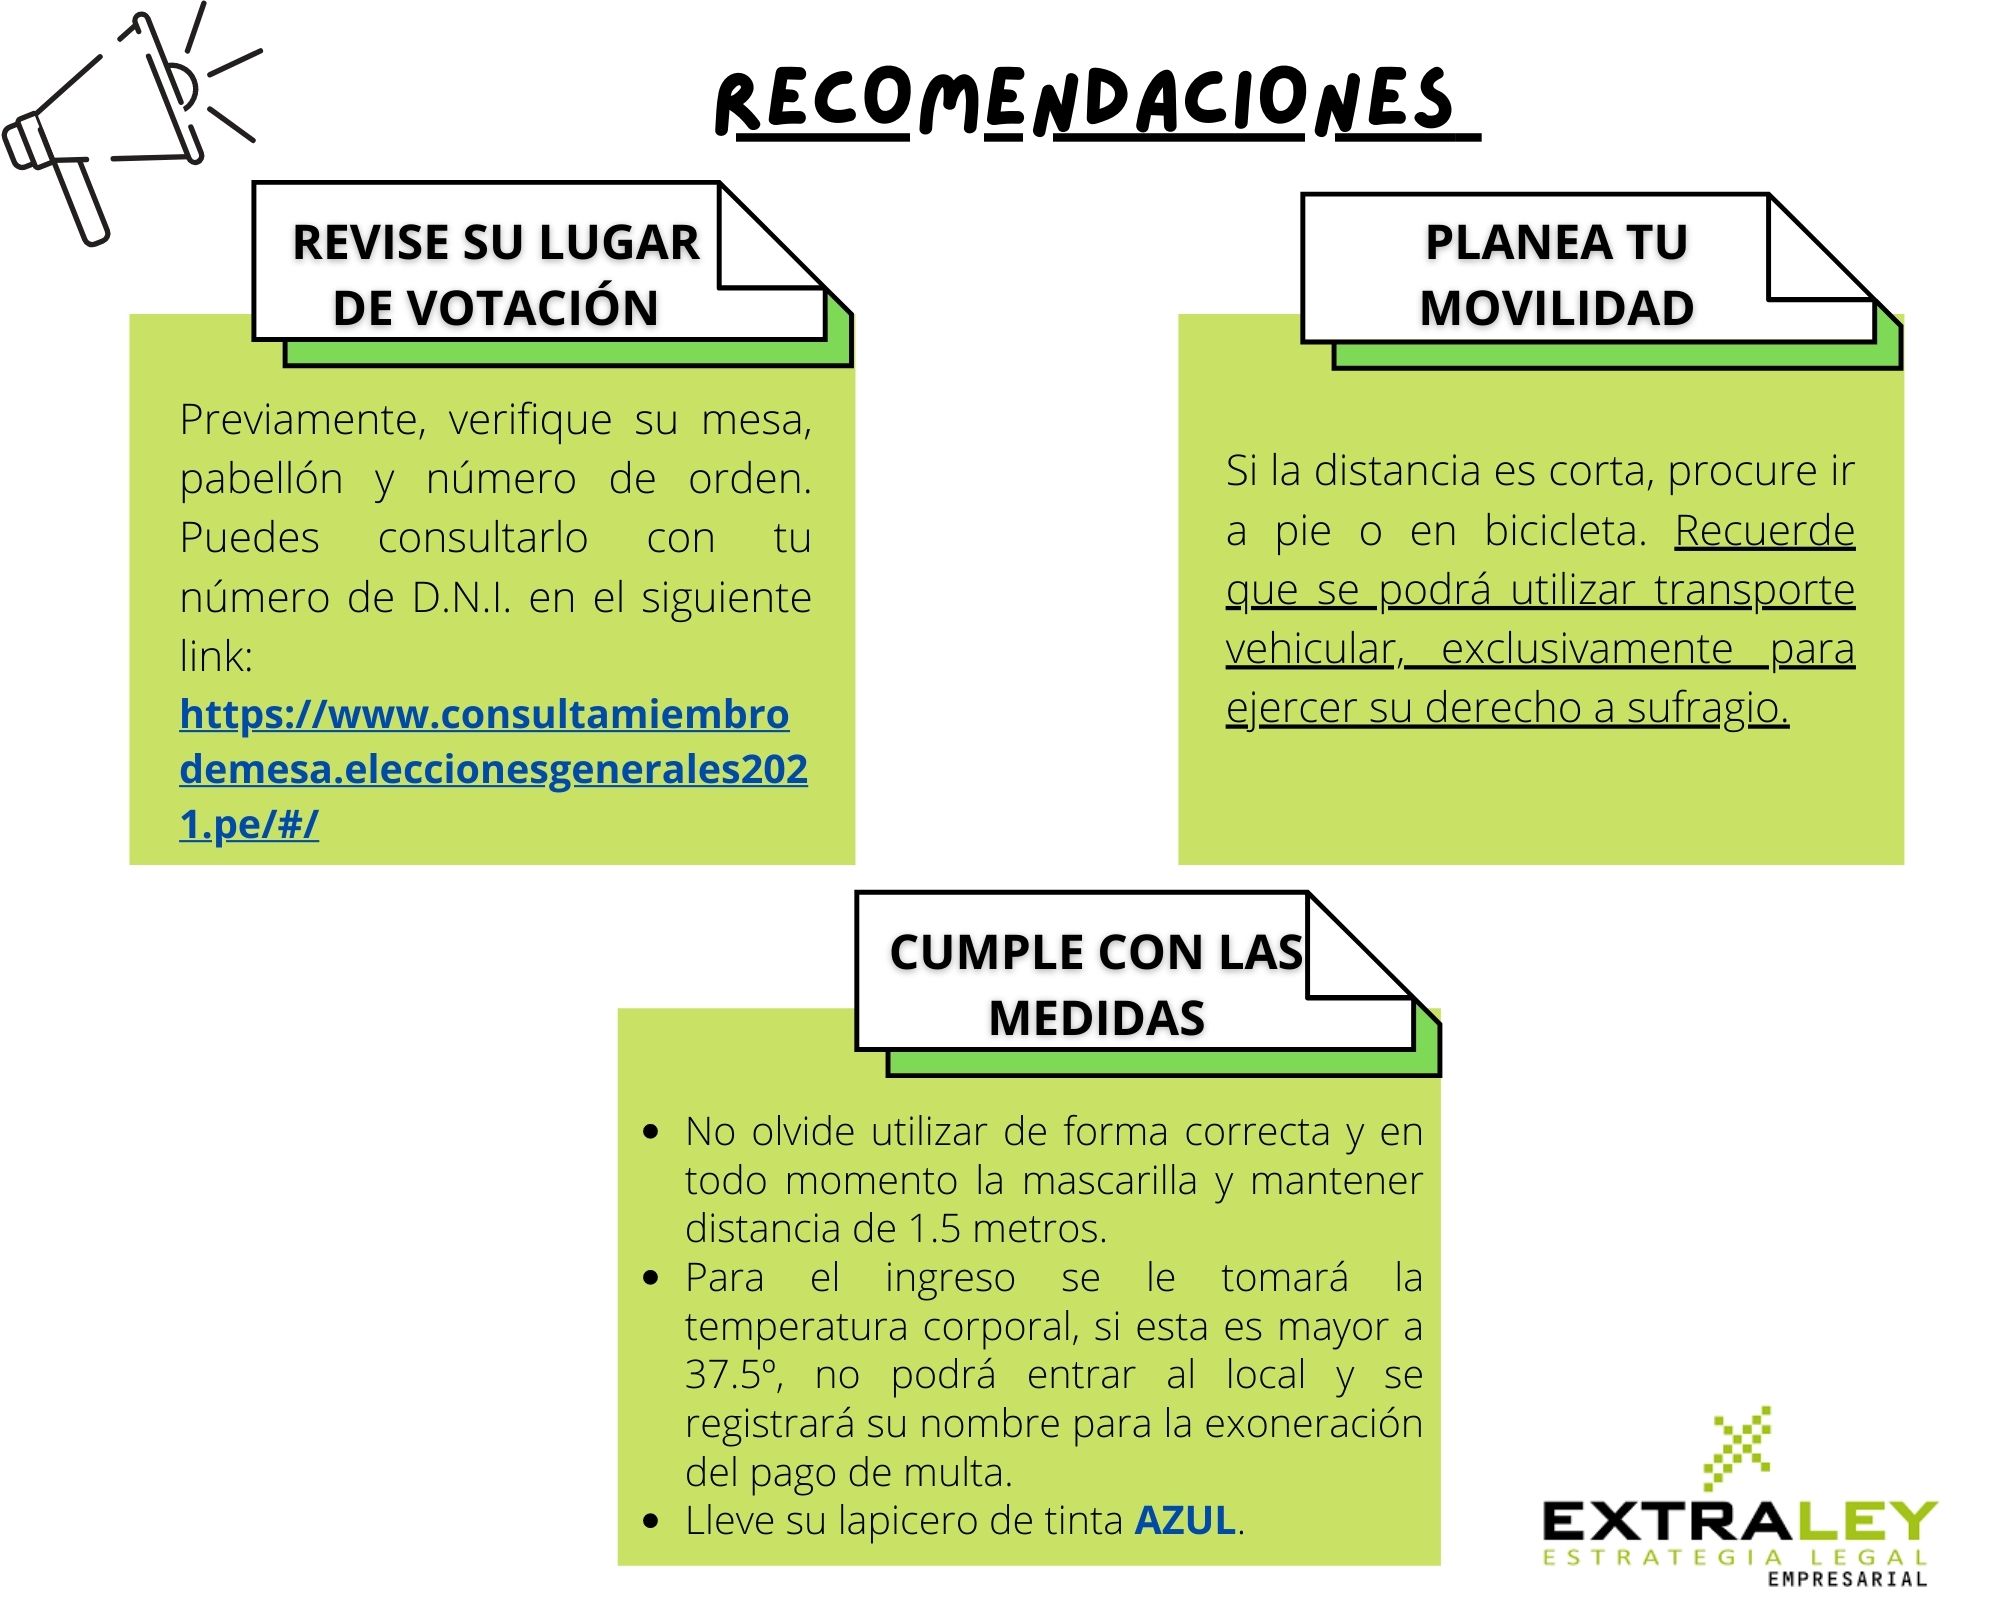 RECOMENDACIONES
REVISE SU LUGAR
DE VOTACIÓN
Previamente, verifique su mesa,
pabellón y número de orden.
Puedes consultarlo con tu
número de D.N.I. en el siguiente
link:
https://www.consultamiembro
demesa.eleccionesgenerales202
1.pe/#/
PLANEA TU
MOVILIDAD
Si la distancia es corta, procure ir
a pie o en bicicleta. Recuerde
que se podrá utilizar transporte
vehicular, exclusivamente para
ejercer su derecho a sufragio.
CUMPLE CON LAS
MEDIDAS
• No olvide utilizar de forma correcta y en
todo momento la mascarilla y mantener
distancia de 1.5 metros.
• Para el ingreso se le tomará la
temperatura corporal, si esta es mayor a
37.5º, no podrá entrar al local y se
registrará su nombre para la exoneración
del pago de multa.
• Lleve su lapicero de tinta AZUL.
EXTRALEY
ESTRATEGIA LEGAL
EMPRESARIAL